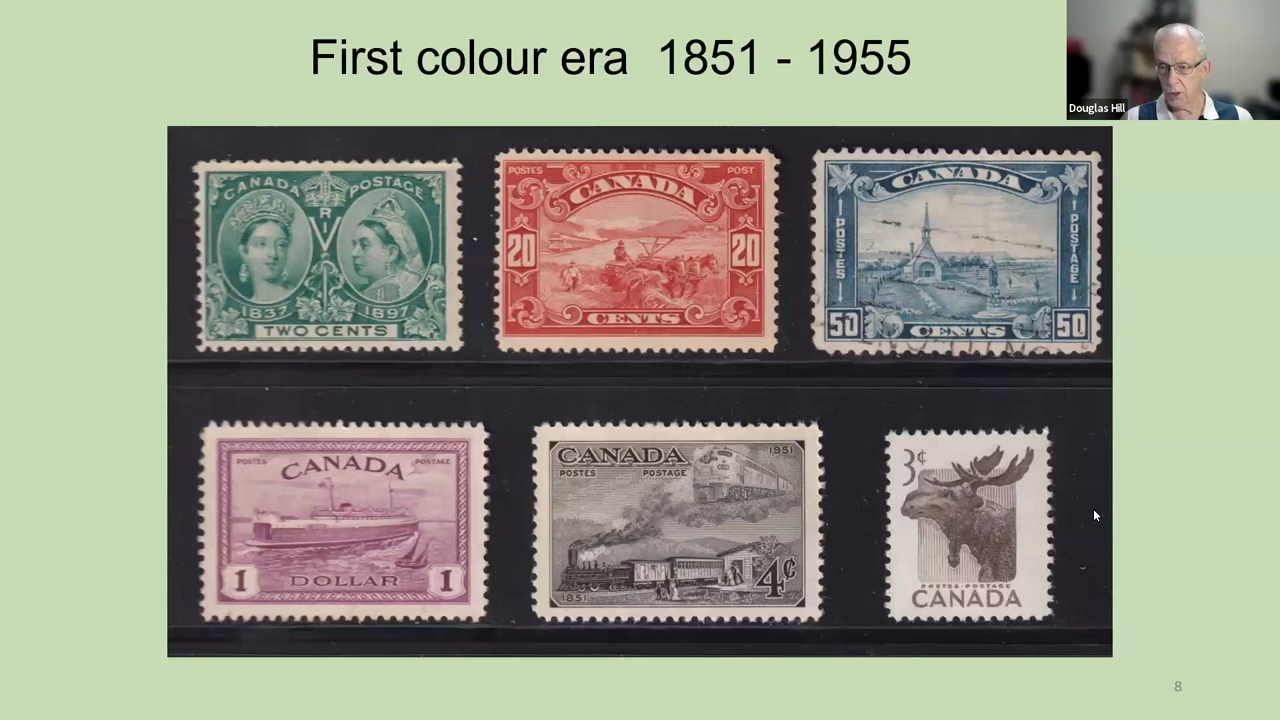 First colour era 1851 - 1955
Douglas Hill
CANADA POSTAGE
V R I
1837 1897
TWO CENTS
POSTES POST
CANADA
20 20
CENTS
CANADA
POSTES
POSTAGE
50 CENTS 50
POSTES POSTAGE
CANADA
1 DOLLAR 1
CANADA 1951
POSTES POSTAGE
4¢
1851
3¢
POSTES·POSTAGE
CANADA
8